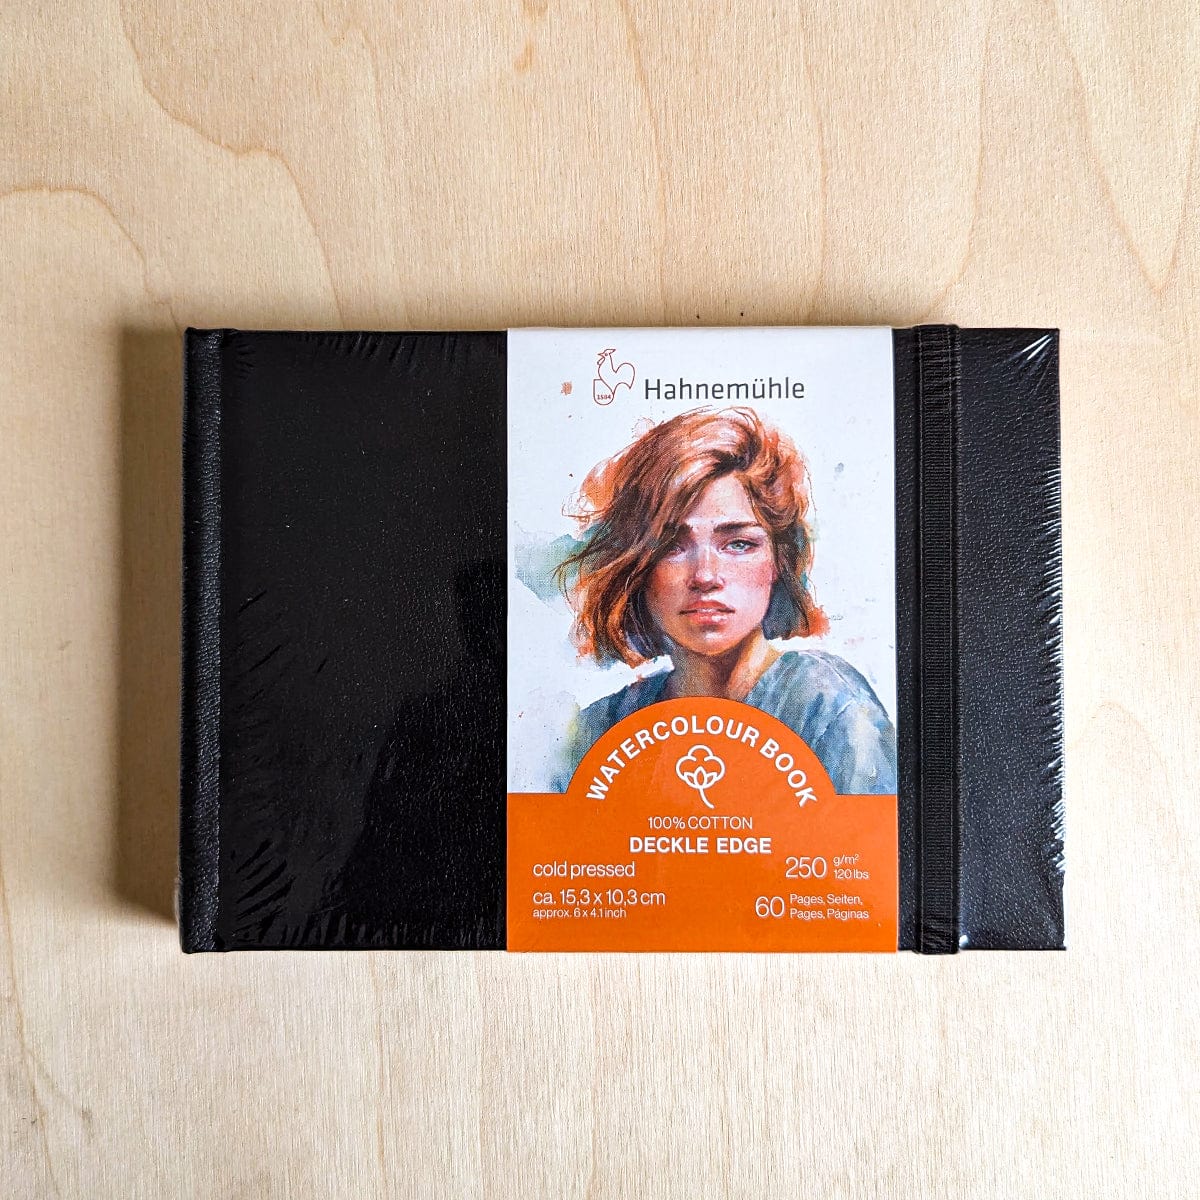 1584
Hahnemühle
WATERCOLOUR BOOK
100% COTTON
DECKLE EDGE
cold pressed
250 g/m²
120 lbs
ca. 15,3 x 10,3 cm
approx. 6 x 4.1 inch
60 Pages, Seiten,
Pages, Páginas